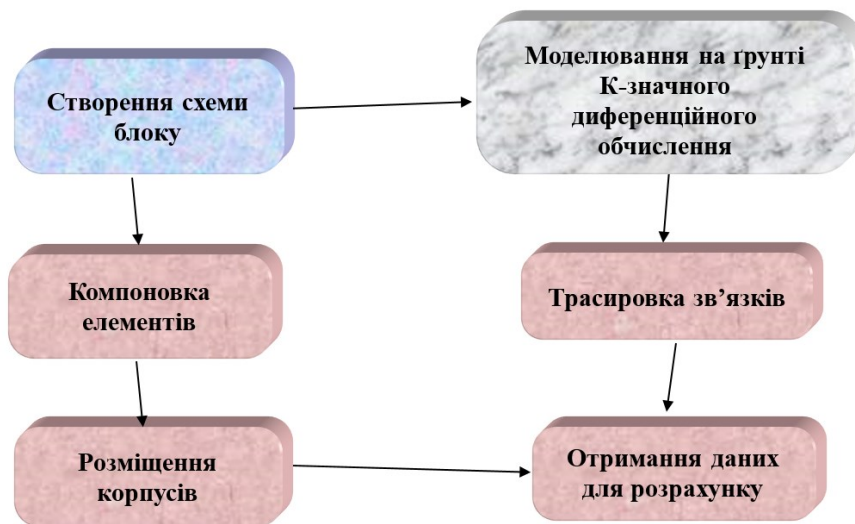 Створення схеми
блоку
Моделювання на ґрунті
К-значного
диференційного
обчислення
Компоновка
елементів
Трасировка зв’язків
Розміщення
корпусів
Отримання даних
для розрахунку